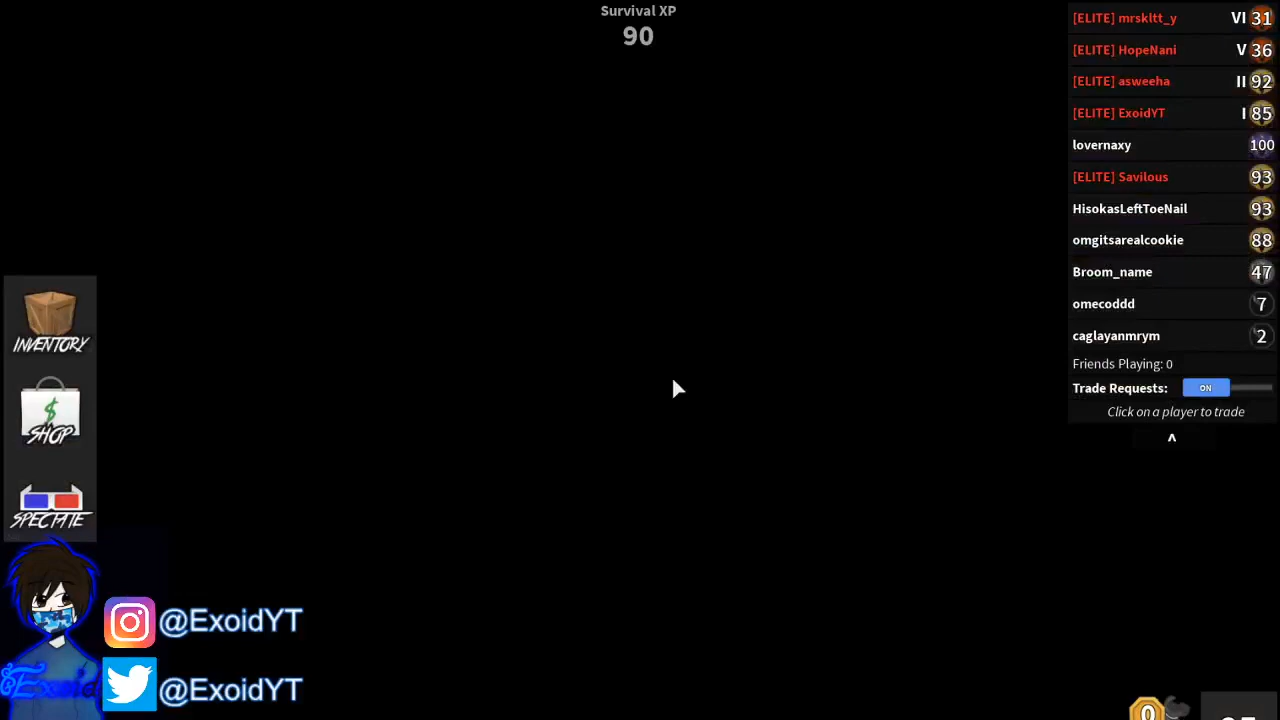 Survival XP
90
[ELITE] mrskltt_y VI 31
[ELITE] HopeNani V 36
[ELITE] asweeha II 92
[ELITE] ExoidYT I 85
lovernaxy 100
[ELITE] Savilous 93
HisokasLeftToeNail 93
omgitsarealcookie 88
Broom_name 47
omecoddd 7
caglayanmrym 2
Friends Playing: 0
Trade Requests: ON
Click on a player to trade
^
INVENTORY
$
SHOP
SPECTATE
@ExoidYT
@ExoidYT
0